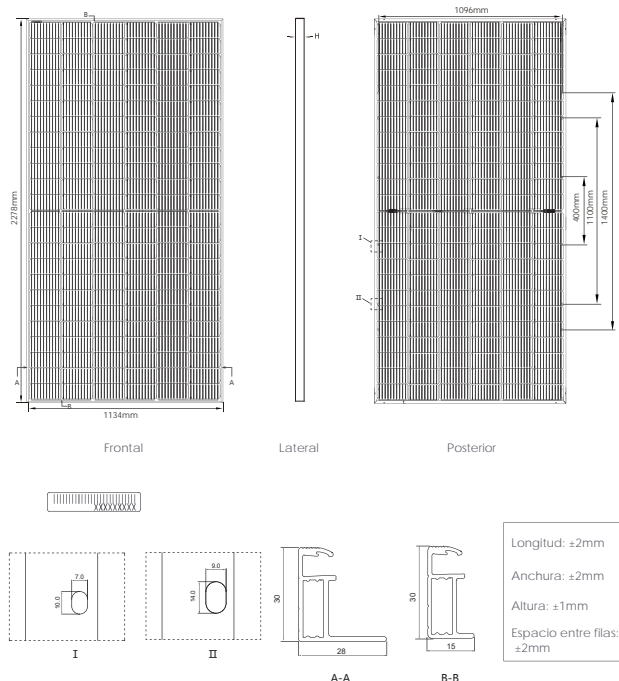 B
H
1096mm
2278mm
400mm
1100mm
1400mm
I
II
A
A
B
1134mm
Frontal
Lateral
Posterior
7.0
10.0
I
9.0
14.0
II
30
28
A-A
30
15
B-B
Longitud: ±2mm
Anchura: ±2mm
Altura: ±1mm
Espacio entre filas:
±2mm